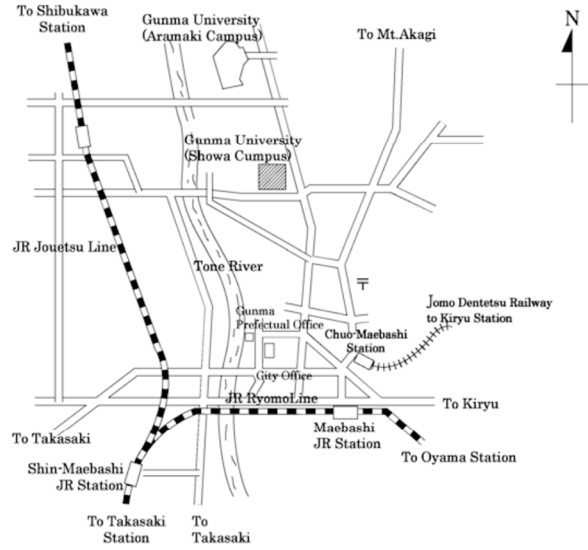 To Shibukawa
Station
Gunma University
(Aramaki Campus)
To Mt.Akagi
N
Gunma University
(Showa Campus)
JR Jouetsu Line
Tone River
〒
Jomo Dentetsu Railway
to Kiryu Station
Gunma
Prefectual Office
Chuo-Maebashi
Station
City Office
JR RyomoLine
To Kiryu
To Takasaki
Maebashi
JR Station
To Oyama Station
Shin-Maebashi
JR Station
To Takasaki
Station
To
Takasaki